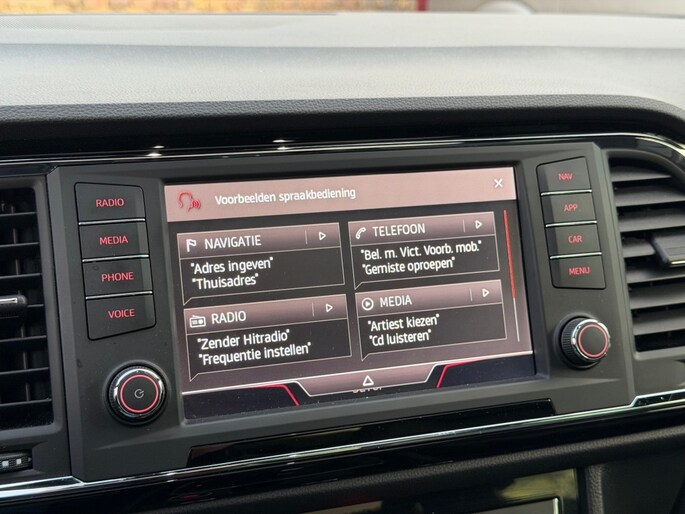 RADIO
MEDIA
PHONE
VOICE
Voorbeelden spraakbediening
NAVIGATIE
"Adres ingeven"
"Thuisadres"
TELEFOON
"Bel. m. Vict. Voorb. mob."
"Gemiste oproepen"
RADIO
"Zender Hitradio"
"Frequentie instellen"
MEDIA
"Artiest kiezen"
"Cd luisteren"
NAV
APP
CAR
MENU